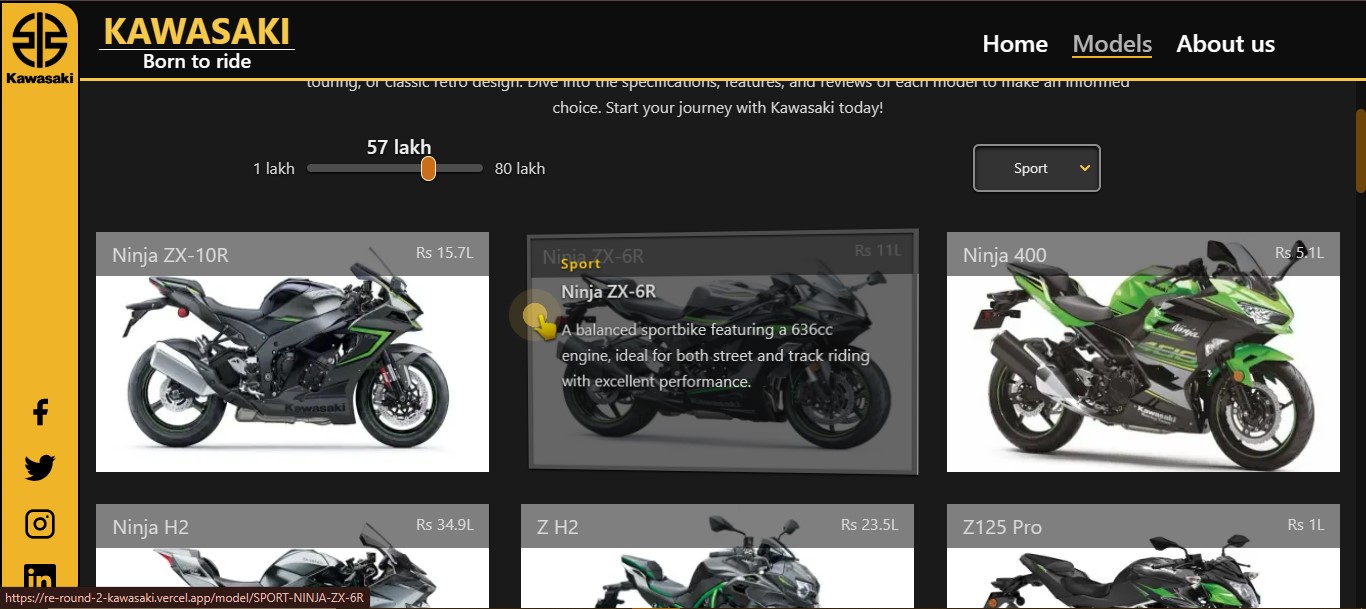 Kawasaki
KAWASAKI
Born to ride
Home
Models
About us
touring, or classic retro design. Dive into the specifications, features, and reviews of each model to make an informed
choice. Start your journey with Kawasaki today!
57 lakh
1 lakh
80 lakh
Sport
Ninja ZX-10R
Rs 15.7L
Kawasaki
Ninja ZX-6R
Rs 11L
Sport
Ninja ZX-6R
A balanced sportbike featuring a 636cc
engine, ideal for both street and track riding
with excellent performance.
Ninja 400
Rs 5.1L
Ninja
Kawasaki
Ninja H2
Rs 34.9L
Z H2
Rs 23.5L
Z125 Pro
Rs 1L
https://re-round-2-kawasaki.vercel.app/model/SPORT-NINJA-ZX-6R